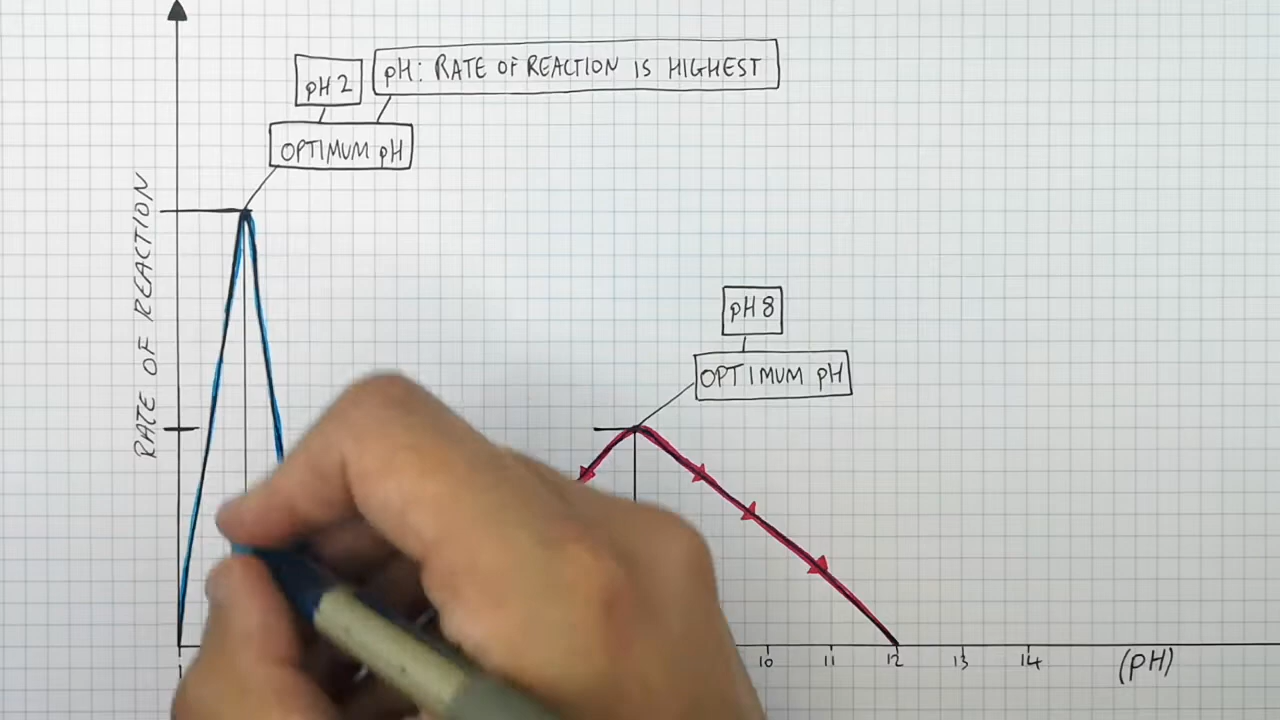 pH 2
pH: RATE OF REACTION IS HIGHEST
OPTIMUM pH
RATE OF REACTION
pH 8
OPTIMUM pH
1 10 11 12 13 14 (PH)